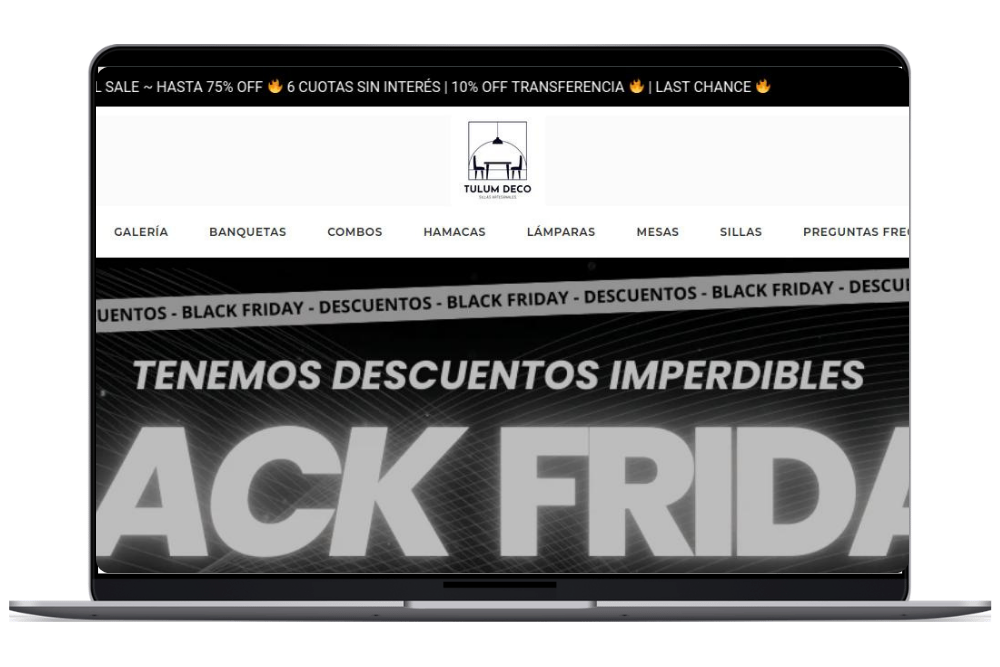 L SALE ~ HASTA 75% OFF 🔥 6 CUOTAS SIN INTERÉS | 10% OFF TRANSFERENCIA 🔥 | LAST CHANCE 🔥
TULUM DECO
SILLAS ARTESANALES
GALERÍA BANQUETAS COMBOS HAMACAS LÁMPARAS MESAS SILLAS PREGUNTAS FRE
UENTOS - BLACK FRIDAY - DESCUENTOS - BLACK FRIDAY - DESCUENTOS - BLACK FRIDAY - DESCU
TENEMOS DESCUENTOS IMPERDIBLES
ACK FRIDA